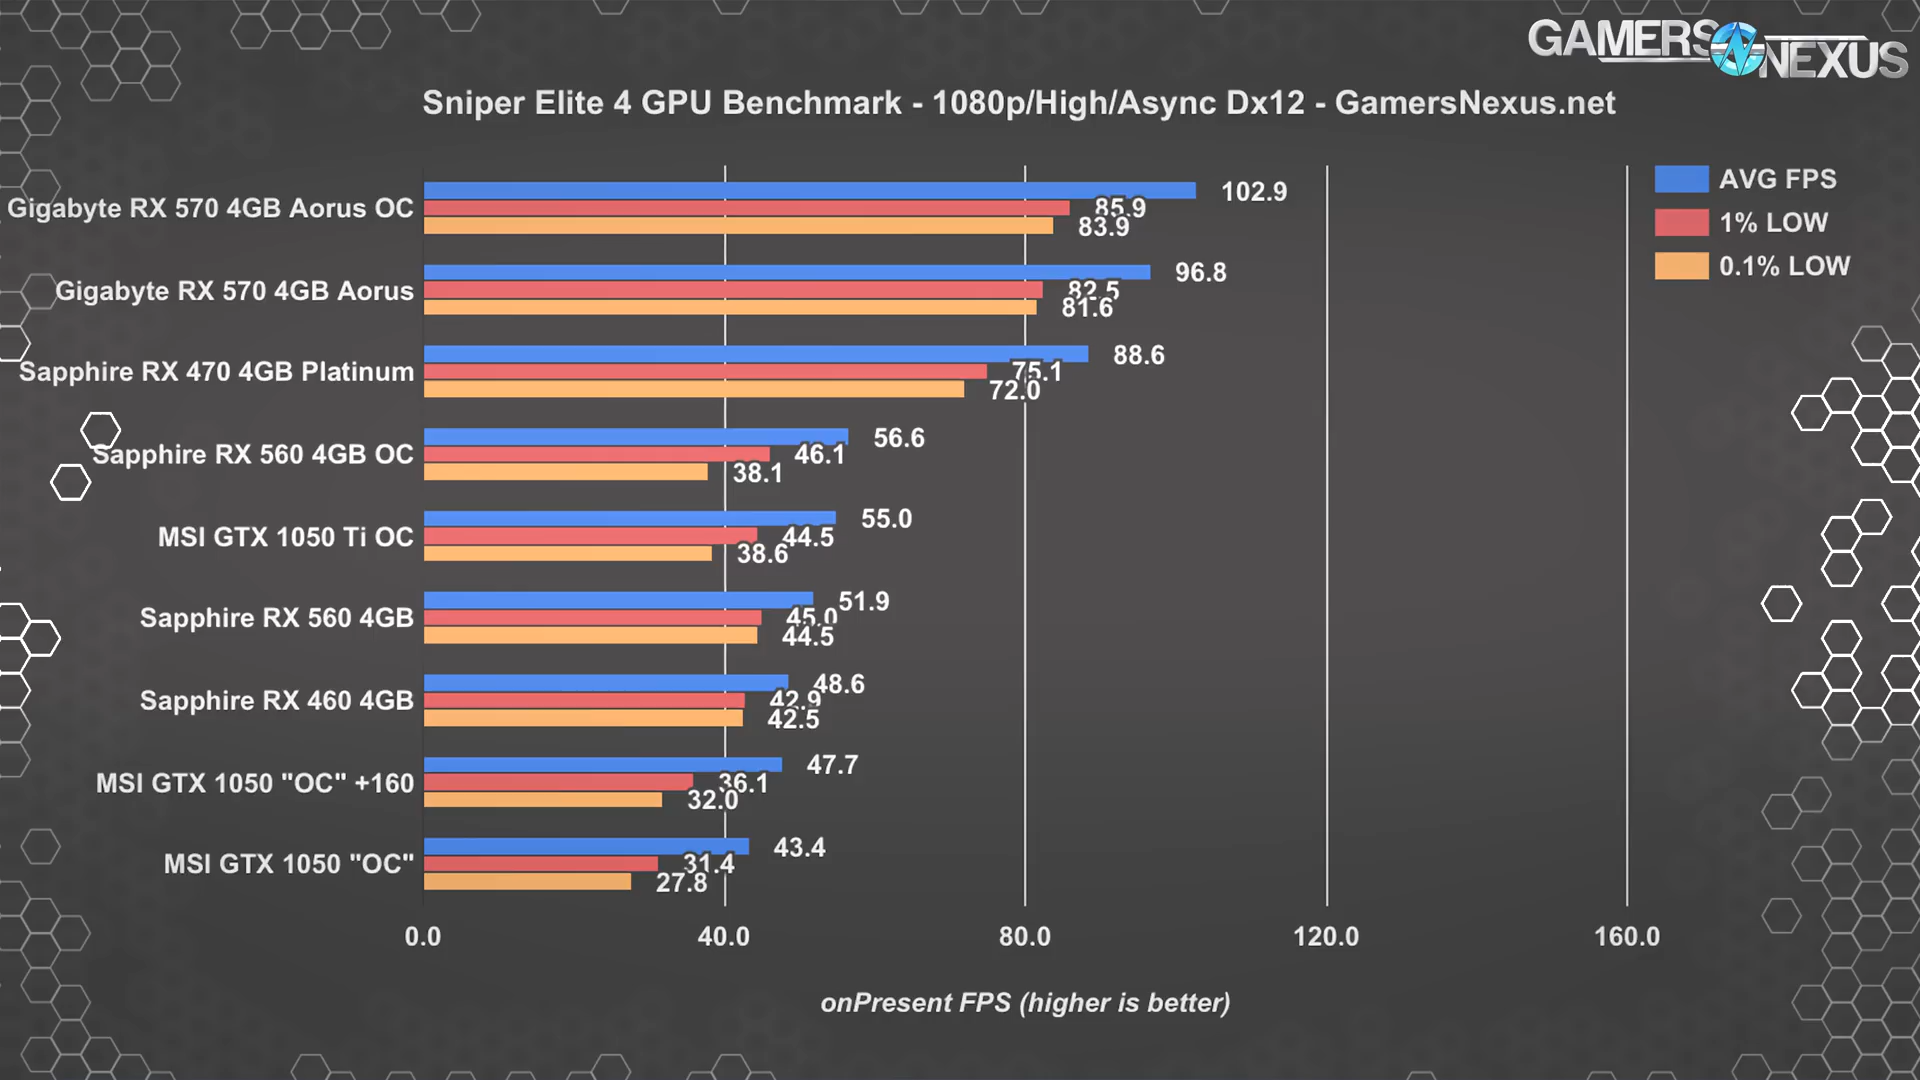 GAMERS NEXUS
Sniper Elite 4 GPU Benchmark - 1080p/High/Async Dx12 - GamersNexus.net
AVG FPS
1% LOW
0.1% LOW
Gigabyte RX 570 4GB Aorus OC
102.9
85.9
83.9
Gigabyte RX 570 4GB Aorus
96.8
82.5
81.6
Sapphire RX 470 4GB Platinum
88.6
75.1
72.0
Sapphire RX 560 4GB OC
56.6
46.1
38.1
MSI GTX 1050 Ti OC
55.0
44.5
38.6
Sapphire RX 560 4GB
51.9
45.0
44.5
Sapphire RX 460 4GB
48.6
42.9
42.5
MSI GTX 1050 "OC" +160
47.7
36.1
32.0
MSI GTX 1050 "OC"
43.4
31.4
27.8
0.0 40.0 80.0 120.0 160.0
onPresent FPS (higher is better)